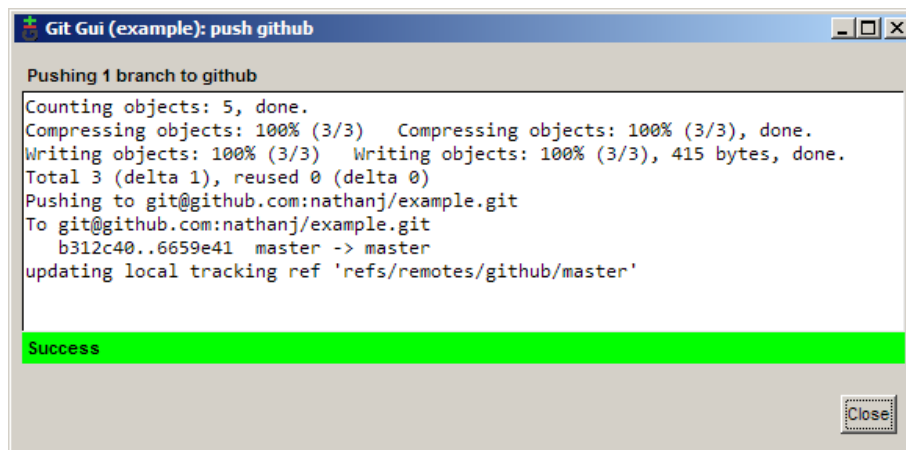 Git Gui (example): push github
Pushing 1 branch to github
Counting objects: 5, done.
Compressing objects: 100% (3/3)   Compressing objects: 100% (3/3), done.
Writing objects: 100% (3/3)   Writing objects: 100% (3/3), 415 bytes, done.
Total 3 (delta 1), reused 0 (delta 0)
Pushing to git@github.com:nathanj/example.git
To git@github.com:nathanj/example.git
   b312c40..6659e41  master -> master
updating local tracking ref 'refs/remotes/github/master'
Success
Close